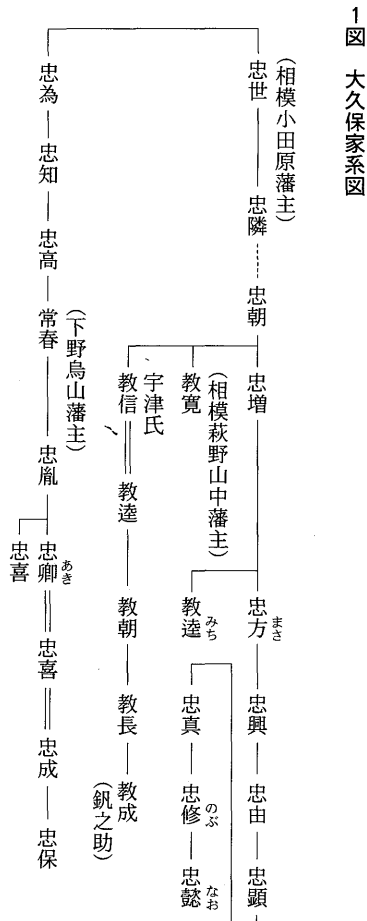 1図 大久保家系図
(相模小田原藩主)
忠世 忠隣 忠朝
忠増 忠方 忠興 忠由 忠顕
まさ
(相模荻野山中藩主)
教寛
教逵
みち
忠真 忠修 忠懿
のぶ
なお
宇津氏
教信 教逵 教朝 教長 教成
(釩之助)
(下野烏山藩主)
忠為 忠知 忠高 常春 忠胤
忠卿 忠喜 忠成 忠保
あき
忠喜